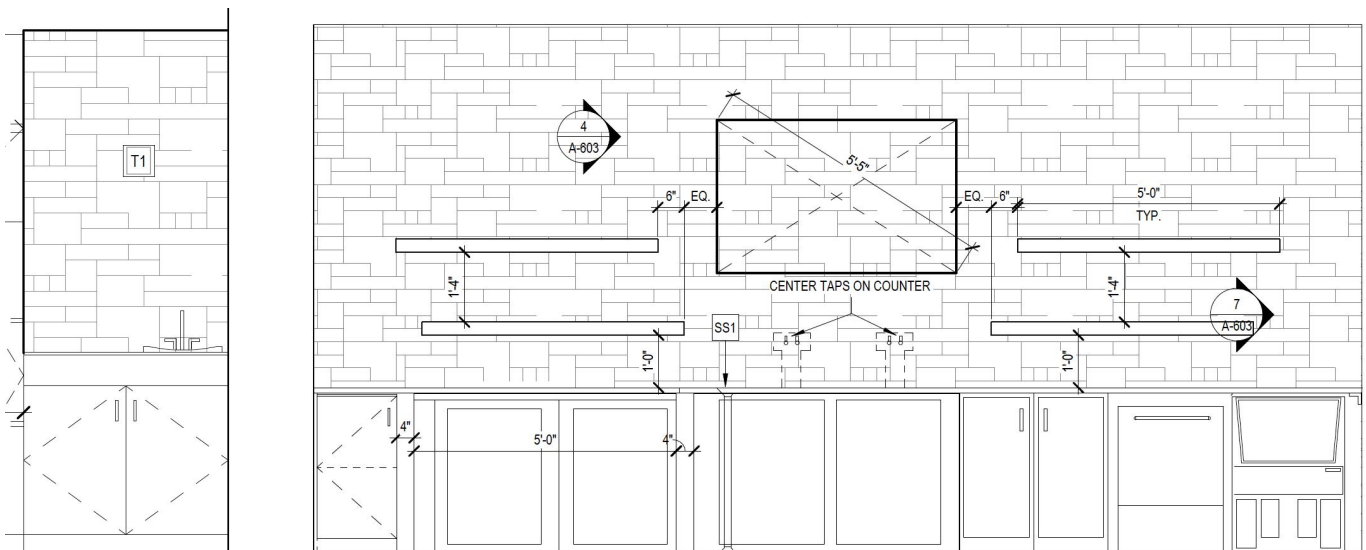 T1
4
A-603
5'-5"
6"
EQ.
EQ.
6"
5'-0"
TYP.
1'-4"
CENTER TAPS ON COUNTER
1'-4"
7
A-603
SS1
1'-0"
1'-0"
4"
5'-0"
4"